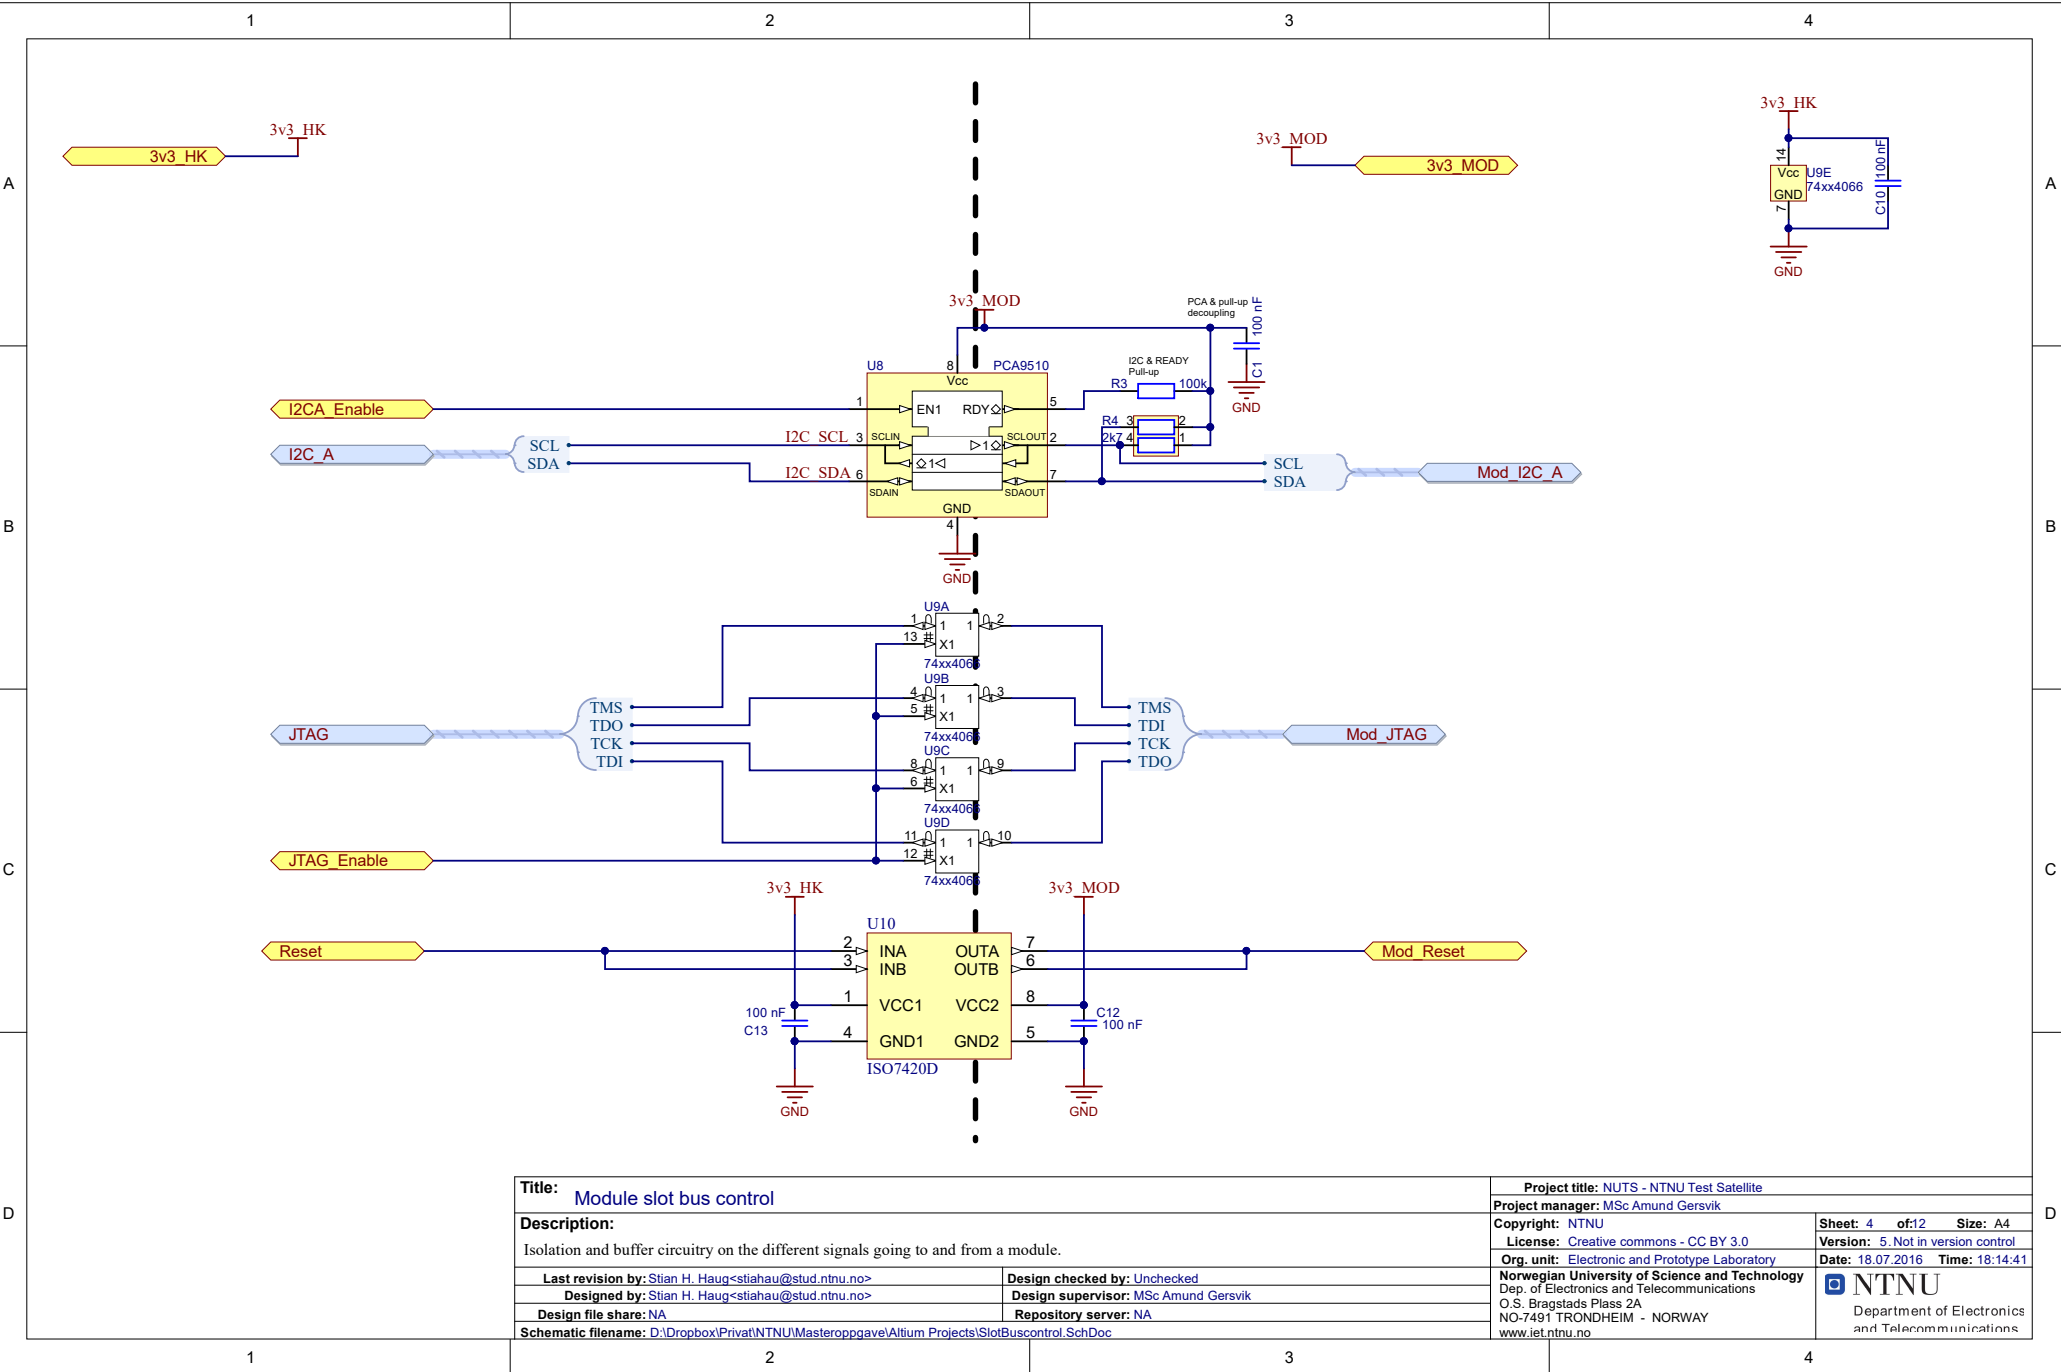 1 2 3 4
A A
B B
C C
D D
3v3_HK
3v3_HK
3v3_MOD
3v3_MOD
3v3_HK
14
Vcc
GND
7
U9E
74xx4066
C10 100 nF
GND
3v3_MOD
PCA & pull-up
decoupling
100 nF
C1
GND
U8 8 PCA9510
Vcc
I2C & READY
Pull-up
R3 100k
I2CA_Enable
1 EN1 RDY 5
R4 3 2
2k7 4 1
I2C_A
SCL
SDA
I2C_SCL 3 SCLIN 1 SCLOUT 2
1
I2C_SDA 6 SDAIN SDAOUT 7
SCL
SDA
Mod_I2C_A
GND
4
GND
U9A
1 1 1 2
13 # X1
74xx4066
U9B
4 1 1 3
5 # X1
74xx4066
U9C
8 1 1 9
6 # X1
74xx4066
U9D
11 1 1 10
12 # X1
74xx4066
JTAG
TMS
TDO
TCK
TDI
TMS
TDI
TCK
TDO
Mod_JTAG
JTAG_Enable
3v3_HK
3v3_MOD
U10
Reset
2 INA OUTA 7
3 INB OUTB 6
1 VCC1 VCC2 8
4 GND1 GND2 5
ISO7420D
Mod_Reset
100 nF
C13
C12
100 nF
GND
GND
Title:
Module slot bus control
Description:
Isolation and buffer circuitry on the different signals going to and from a module.
Last revision by: Stian H. Haug<stiahau@stud.ntnu.no>
Design checked by: Unchecked
Designed by: Stian H. Haug<stiahau@stud.ntnu.no>
Design supervisor: MSc Amund Gersvik
Design file share: NA
Repository server: NA
Schematic filename: D:\Dropbox\Privat\NTNU\Masteroppgave\Altium Projects\SlotBuscontrol.SchDoc
Project title: NUTS - NTNU Test Satellite
Project manager: MSc Amund Gersvik
Copyright: NTNU
Sheet: 4 of:12 Size: A4
License: Creative commons - CC BY 3.0
Version: 5. Not in version control
Org. unit: Electronic and Prototype Laboratory
Date: 18.07.2016 Time: 18:14:41
Norwegian University of Science and Technology
Dep. of Electronics and Telecommunications
O.S. Bragstads Plass 2A
NO-7491 TRONDHEIM - NORWAY
www.iet.ntnu.no
NTNU
Department of Electronics
and Telecommunications
1 2 3 4